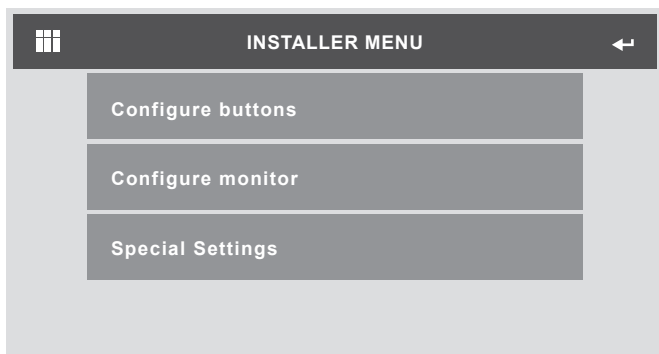 INSTALLER MENU
Configure buttons
Configure monitor
Special Settings